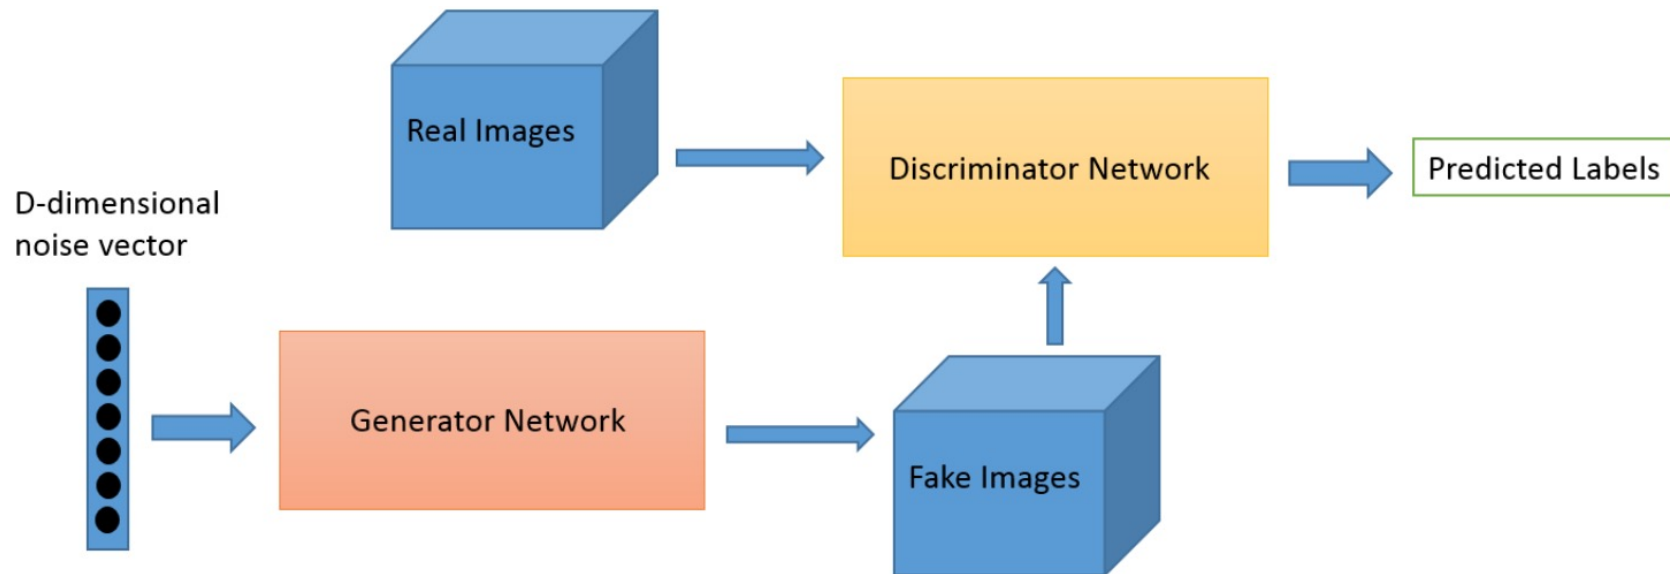 Real Images
Discriminator Network
Predicted Labels
D-dimensional
noise vector
Generator Network
Fake Images